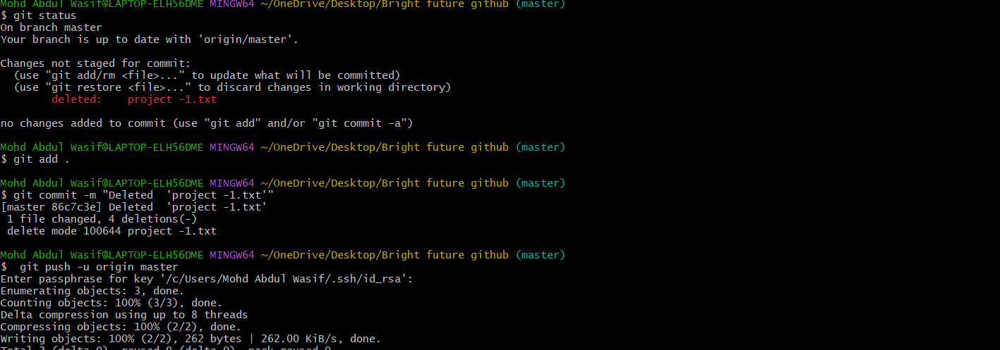 Mohd Abdul Wasif@LAPTOP-ELH56DME MINGW64 ~/OneDrive/Desktop/Bright future github (master)
$ git status
On branch master
Your branch is up to date with 'origin/master'.

Changes not staged for commit:
  (use "git add/rm <file>..." to update what will be committed)
  (use "git restore <file>..." to discard changes in working directory)
        deleted:    project -1.txt

no changes added to commit (use "git add" and/or "git commit -a")

Mohd Abdul Wasif@LAPTOP-ELH56DME MINGW64 ~/OneDrive/Desktop/Bright future github (master)
$ git add .

Mohd Abdul Wasif@LAPTOP-ELH56DME MINGW64 ~/OneDrive/Desktop/Bright future github (master)
$ git commit -m "Deleted  'project -1.txt'"
[master 86c7c3e] Deleted  'project -1.txt'
 1 file changed, 4 deletions(-)
 delete mode 100644 project -1.txt

Mohd Abdul Wasif@LAPTOP-ELH56DME MINGW64 ~/OneDrive/Desktop/Bright future github (master)
$  git push -u origin master
Enter passphrase for key '/c/Users/Mohd Abdul Wasif/.ssh/id_rsa':
Enumerating objects: 3, done.
Counting objects: 100% (3/3), done.
Delta compression using up to 8 threads
Compressing objects: 100% (2/2), done.
Writing objects: 100% (2/2), 262 bytes | 262.00 KiB/s, done.
(delta 0), reused 0 (delta 0), pack-reused 0